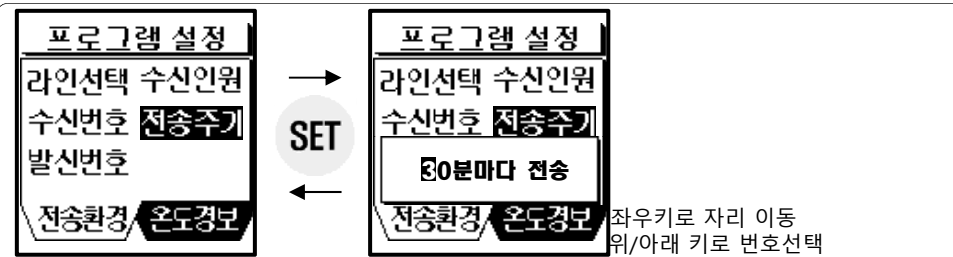 프로그램 설정
라인선택 수신인원
수신번호 전송주기
발신번호
전송환경 온도경보
SET
프로그램 설정
라인선택 수신인원
수신번호 전송주기
30분마다 전송
전송환경 온도경보
좌우키로 자리 이동
위/아래 키로 번호선택